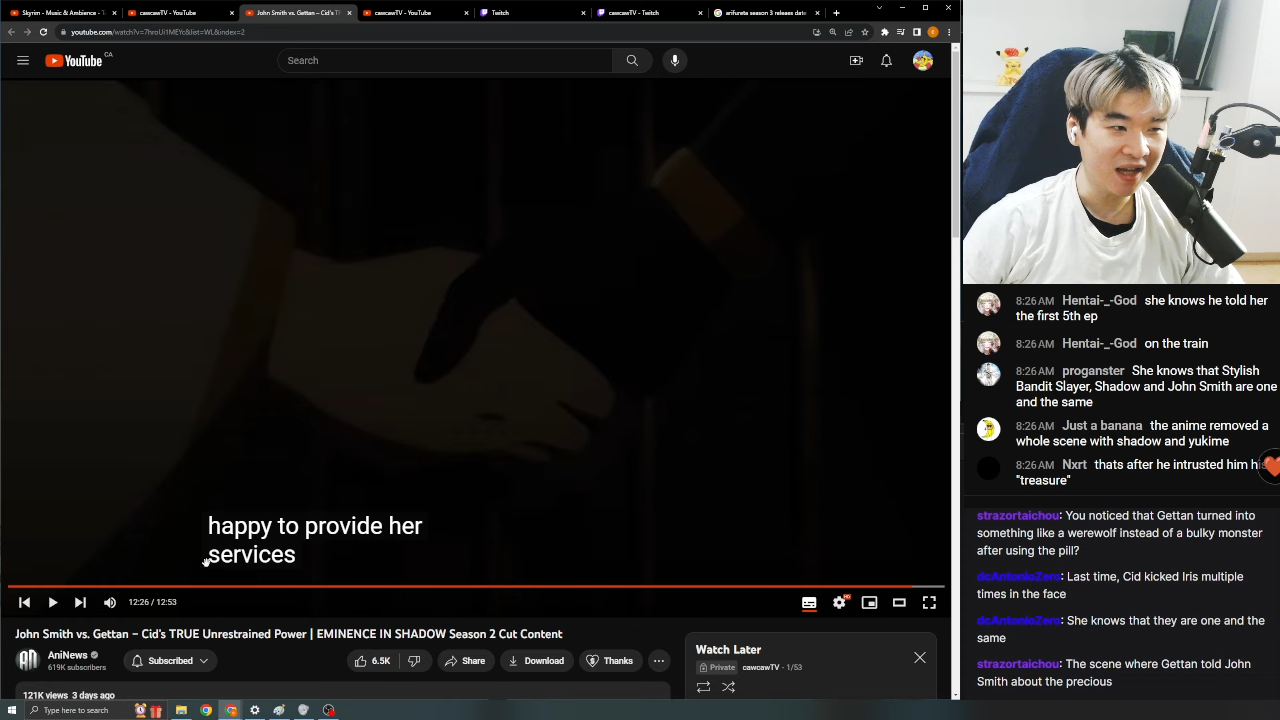 Skyrim - Music & Ambience - T
cawcawTV - YouTube
John Smith vs. Gettan – Cid's T
cawcawTV - YouTube
Twitch
cawcawTV - Twitch
arifureta season 3 releaes date
youtube.com/watch?v=7hroUi1MEYc&list=WL&index=2
YouTube CA
Search
happy to provide her
services
12:26 / 12:53
HD
John Smith vs. Gettan – Cid's TRUE Unrestrained Power | EMINENCE IN SHADOW Season 2 Cut Content
AniNews
619K subscribers
Subscribed
6.5K
Share
Download
Thanks
121K views 3 days ago
Watch Later
Private cawcawTV - 1/53
Type here to search
8:26 AM Hentai-_-God she knows he told her
the first 5th ep
8:26 AM Hentai-_-God on the train
8:26 AM proganster She knows that Stylish
Bandit Slayer, Shadow and John Smith are one
and the same
8:26 AM Just a banana the anime removed a
whole scene with shadow and yukime
8:26 AM Nxrt thats after he intrusted him his
"treasure"
strazortaichou: You noticed that Gettan turned into
something like a werewolf instead of a bulky monster
after using the pill?
dcAntonioZero: Last time, Cid kicked Iris multiple
times in the face
dcAntonioZero: She knows that they are one and the
same
strazortaichou: The scene where Gettan told John
Smith about the precious